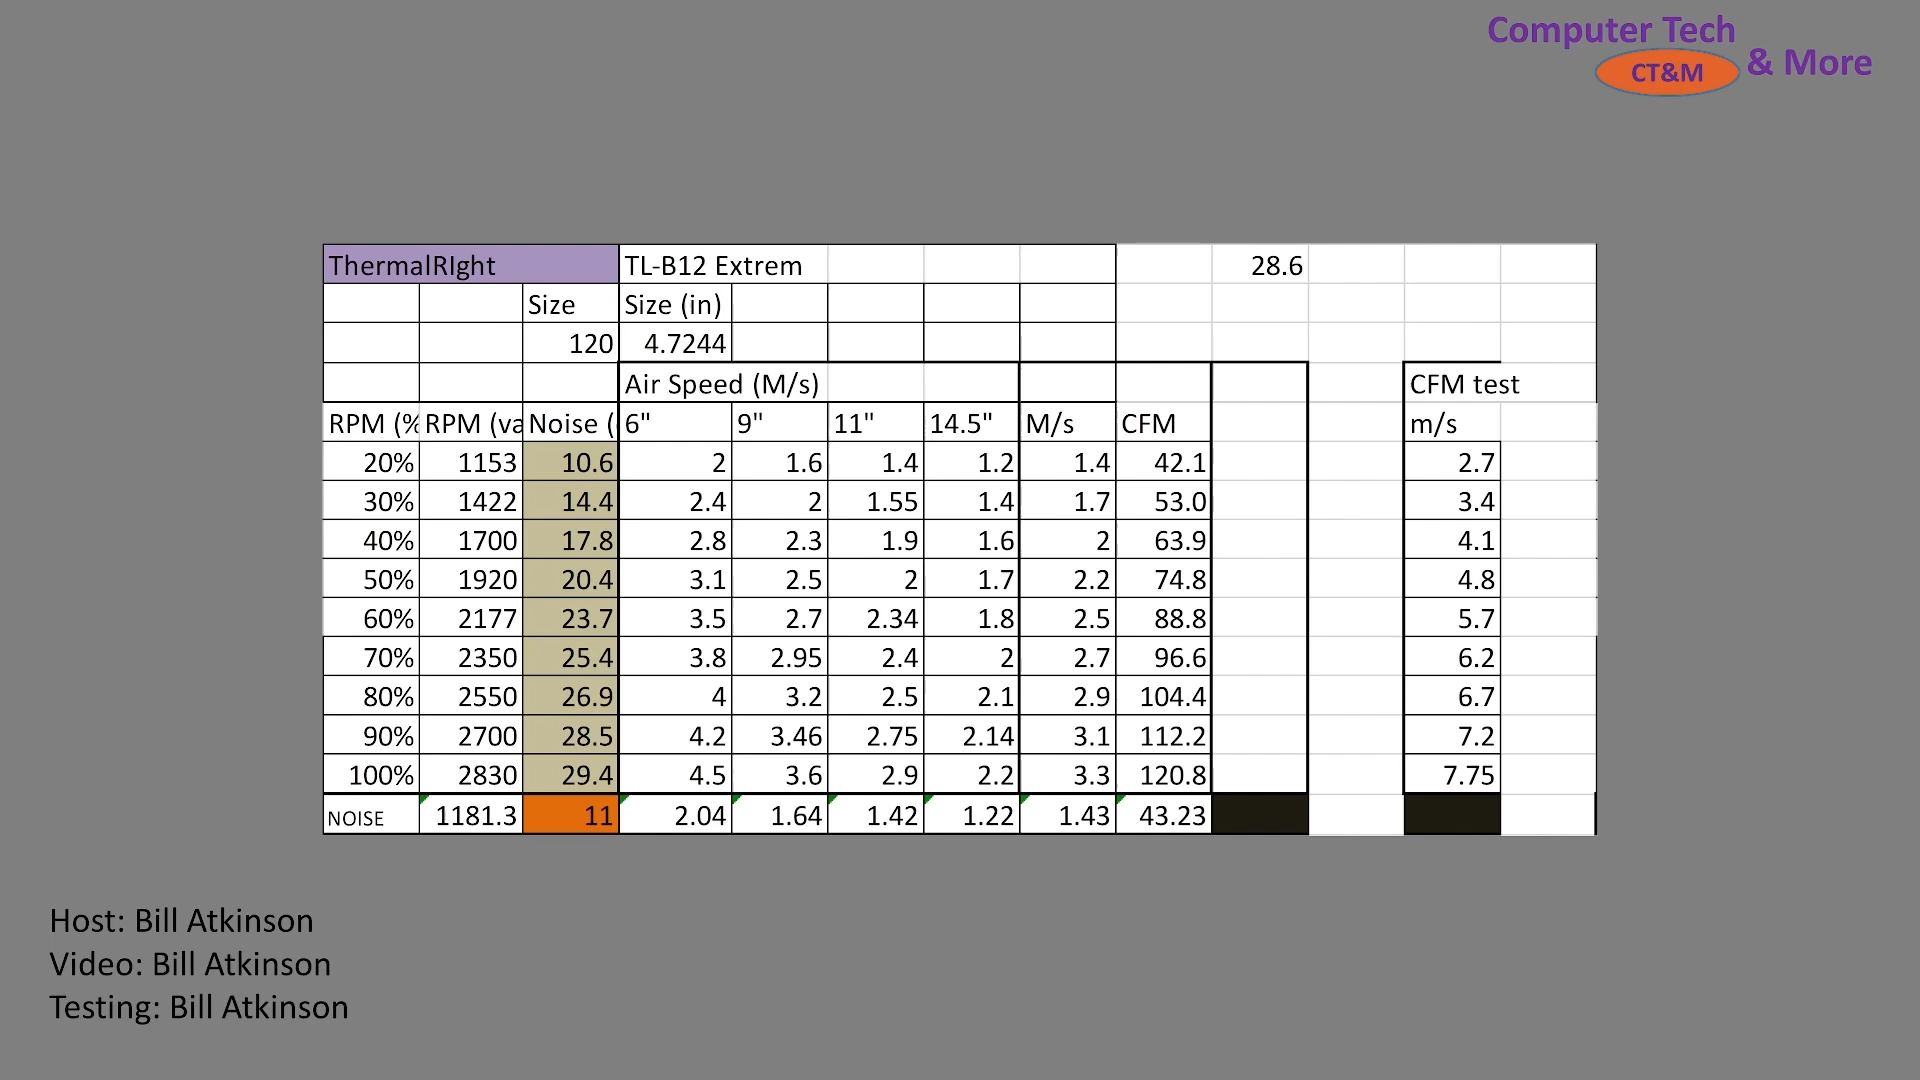 Computer Tech
CT&M & More
ThermalRIght TL-B12 Extrem 28.6
Size Size (in)
120 4.7244
Air Speed (M/s) CFM test
RPM (% RPM (va Noise ( 6" 9" 11" 14.5" M/s CFM m/s
20% 1153 10.6 2 1.6 1.4 1.2 1.4 42.1 2.7
30% 1422 14.4 2.4 2 1.55 1.4 1.7 53.0 3.4
40% 1700 17.8 2.8 2.3 1.9 1.6 2 63.9 4.1
50% 1920 20.4 3.1 2.5 2 1.7 2.2 74.8 4.8
60% 2177 23.7 3.5 2.7 2.34 1.8 2.5 88.8 5.7
70% 2350 25.4 3.8 2.95 2.4 2 2.7 96.6 6.2
80% 2550 26.9 4 3.2 2.5 2.1 2.9 104.4 6.7
90% 2700 28.5 4.2 3.46 2.75 2.14 3.1 112.2 7.2
100% 2830 29.4 4.5 3.6 2.9 2.2 3.3 120.8 7.75
NOISE 1181.3 11 2.04 1.64 1.42 1.22 1.43 43.23
Host: Bill Atkinson
Video: Bill Atkinson
Testing: Bill Atkinson